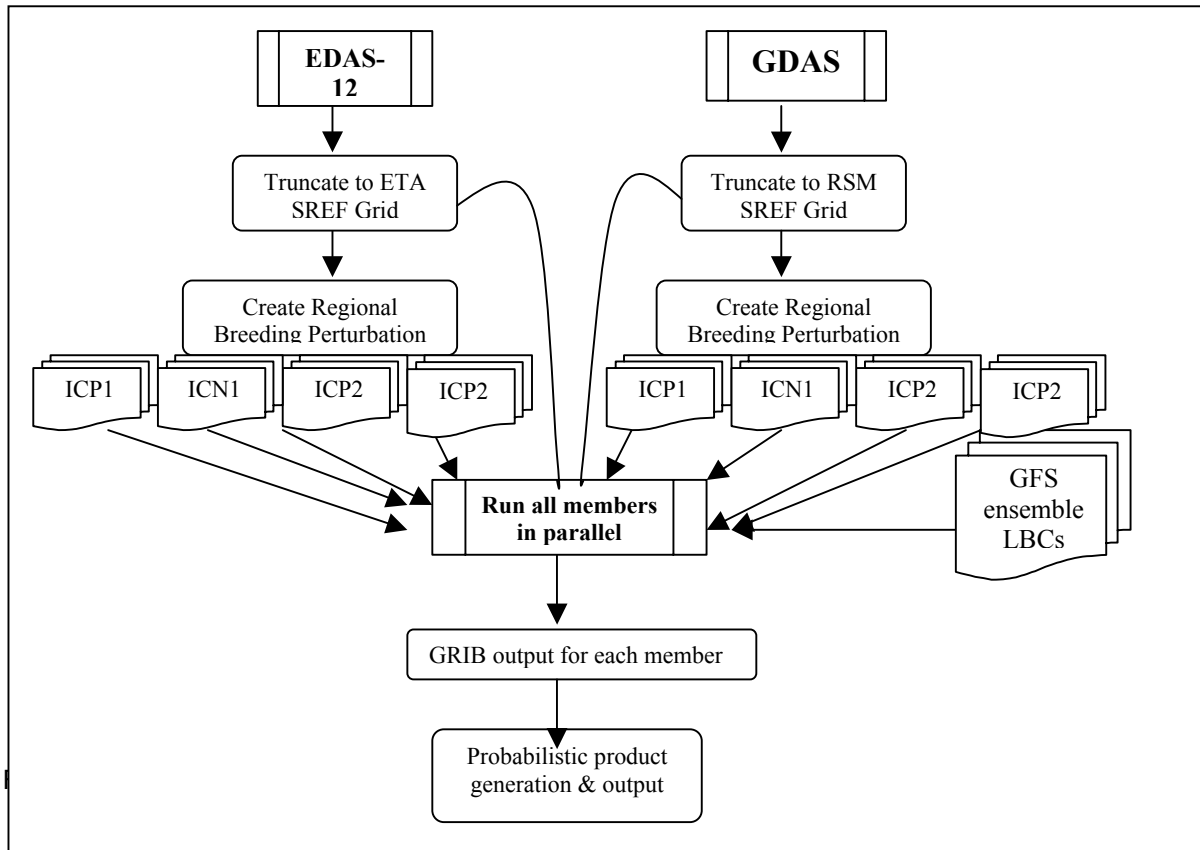 EDAS-
12
GDAS
Truncate to ETA
SREF Grid
Truncate to RSM
SREF Grid
Create Regional
Breeding Perturbation
Create Regional
Breeding Perturbation
ICP1
ICN1
ICP2
ICP2
ICP1
ICN1
ICP2
ICP2
GFS
ensemble
LBCs
Run all members
in parallel
GRIB output for each member
Probabilistic product
generation & output